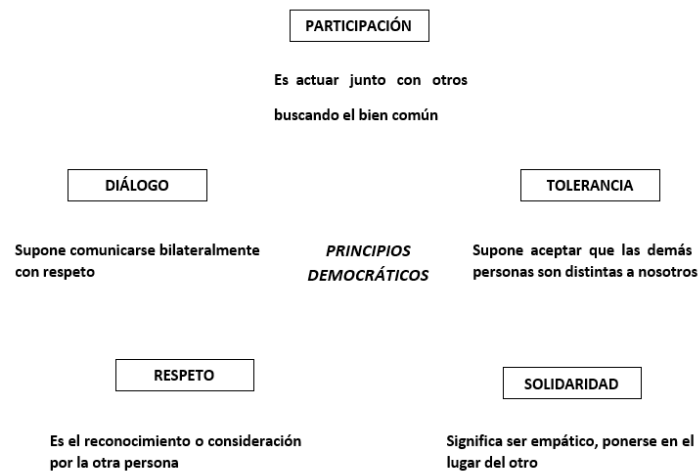 PARTICIPACIÓN
Es actuar junto con otros
buscando el bien común
DIÁLOGO
Supone comunicarse bilateralmente
con respeto
TOLERANCIA
Supone aceptar que las demás
personas son distintas a nosotros
PRINCIPIOS
DEMOCRÁTICOS
RESPETO
Es el reconocimiento o consideración
por la otra persona
SOLIDARIDAD
Significa ser empático, ponerse en el
lugar del otro